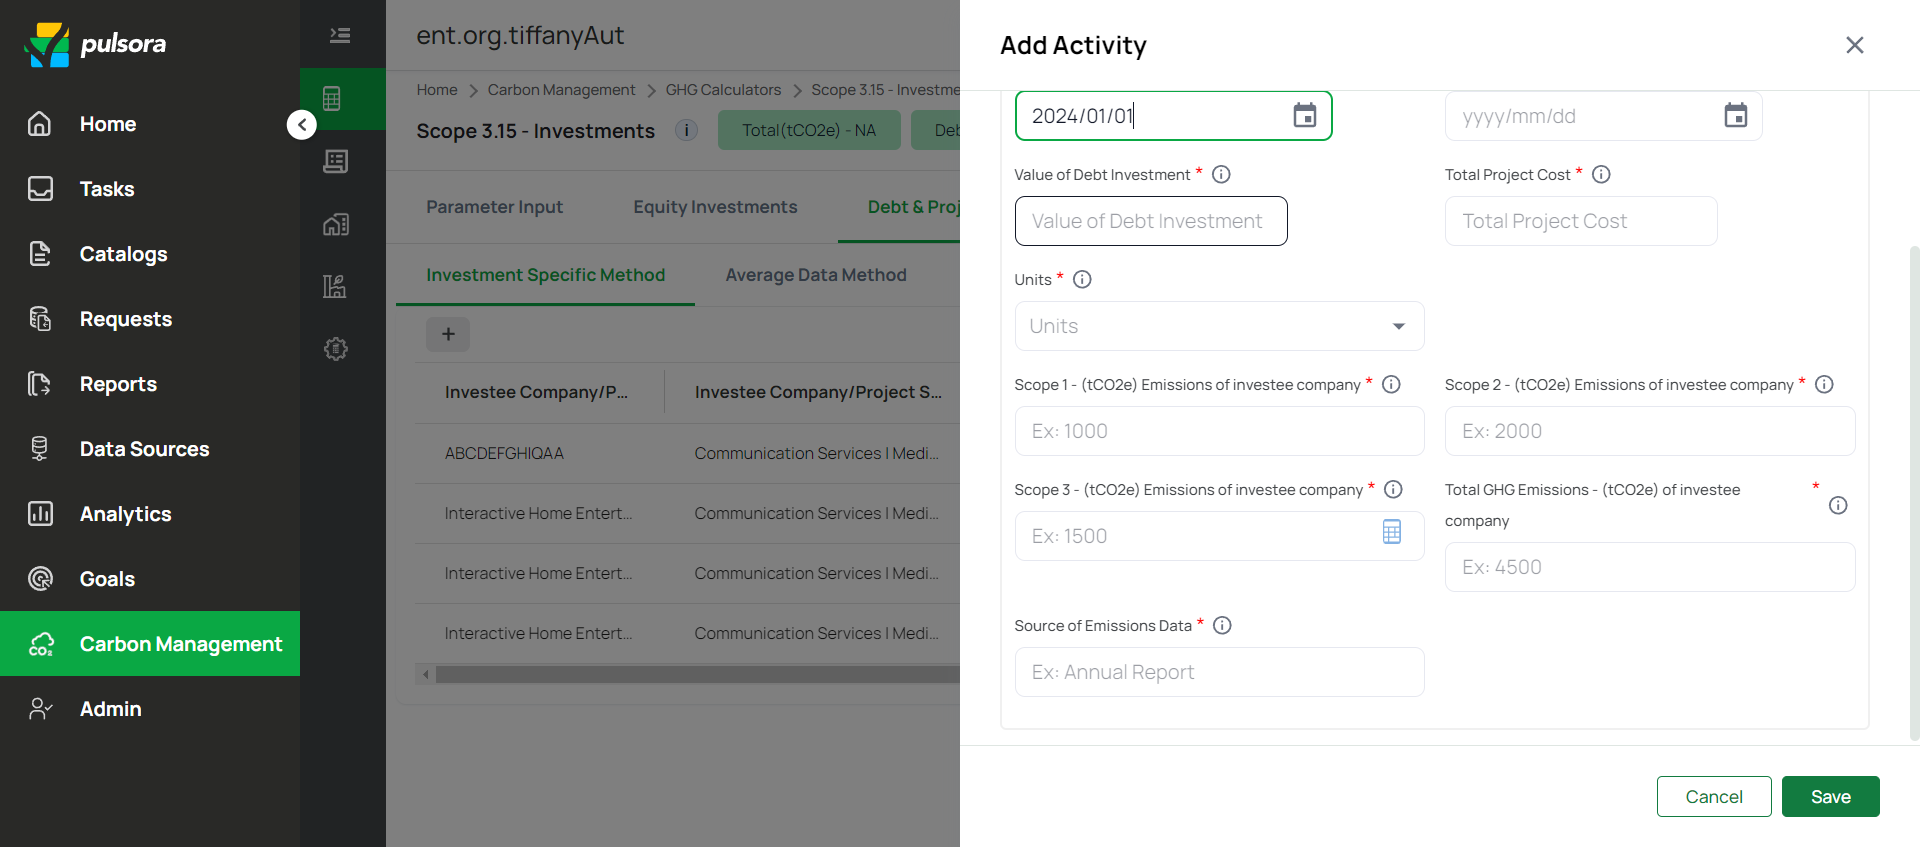 pulsora
Home
Tasks
Catalogs
Requests
Reports
Data Sources
Analytics
Goals
CO₂
Carbon Management
Admin
ent.org.tiffanyAut
Home > Carbon Management > GHG Calculators > Scope 3.15 - Investme
Scope 3.15 - Investments i Total(tCO2e) - NA Deb
Parameter Input Equity Investments Debt & Proj
Investment Specific Method Average Data Method
+
Investee Company/P... Investee Company/Project S...
ABCDEFGHIQAA Communication Services | Medi...
Interactive Home Entert... Communication Services | Medi...
Interactive Home Entert... Communication Services | Medi...
Interactive Home Entert... Communication Services | Medi...
Add Activity
2024/01/01 yyyy/mm/dd
Value of Debt Investment * Total Project Cost *
Value of Debt Investment Total Project Cost
Units *
Units
Scope 1 - (tCO2e) Emissions of investee company * Scope 2 - (tCO2e) Emissions of investee company *
Ex: 1000 Ex: 2000
Scope 3 - (tCO2e) Emissions of investee company * Total GHG Emissions - (tCO2e) of investee *
company
Ex: 1500 Ex: 4500
Source of Emissions Data *
Ex: Annual Report
Cancel Save